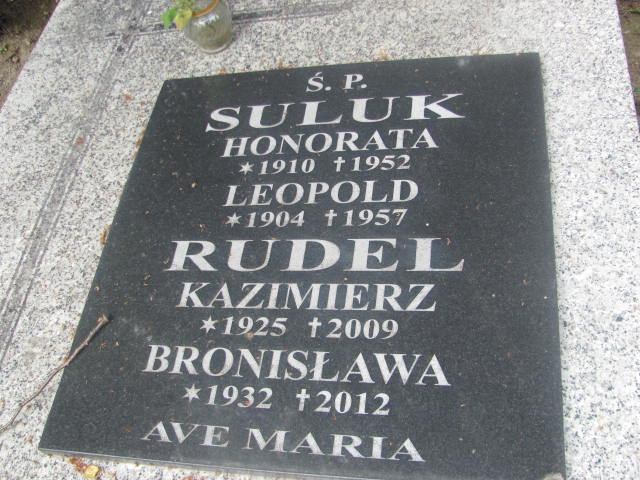 Ś. P.
SULUK
HONORATA
*1910 †1952
LEOPOLD
*1904 †1957
RUDEL
KAZIMIERZ
*1925 †2009
BRONISŁAWA
*1932 †2012
AVE MARIA